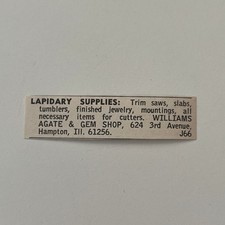 LAPIDARY SUPPLIES: Trim saws, slabs,
tumblers, finished jewelry, mountings, all
necessary items for cutters. WILLIAMS
AGATE & GEM SHOP, 624 3rd Avenue,
Hampton, Ill. 61256. J66